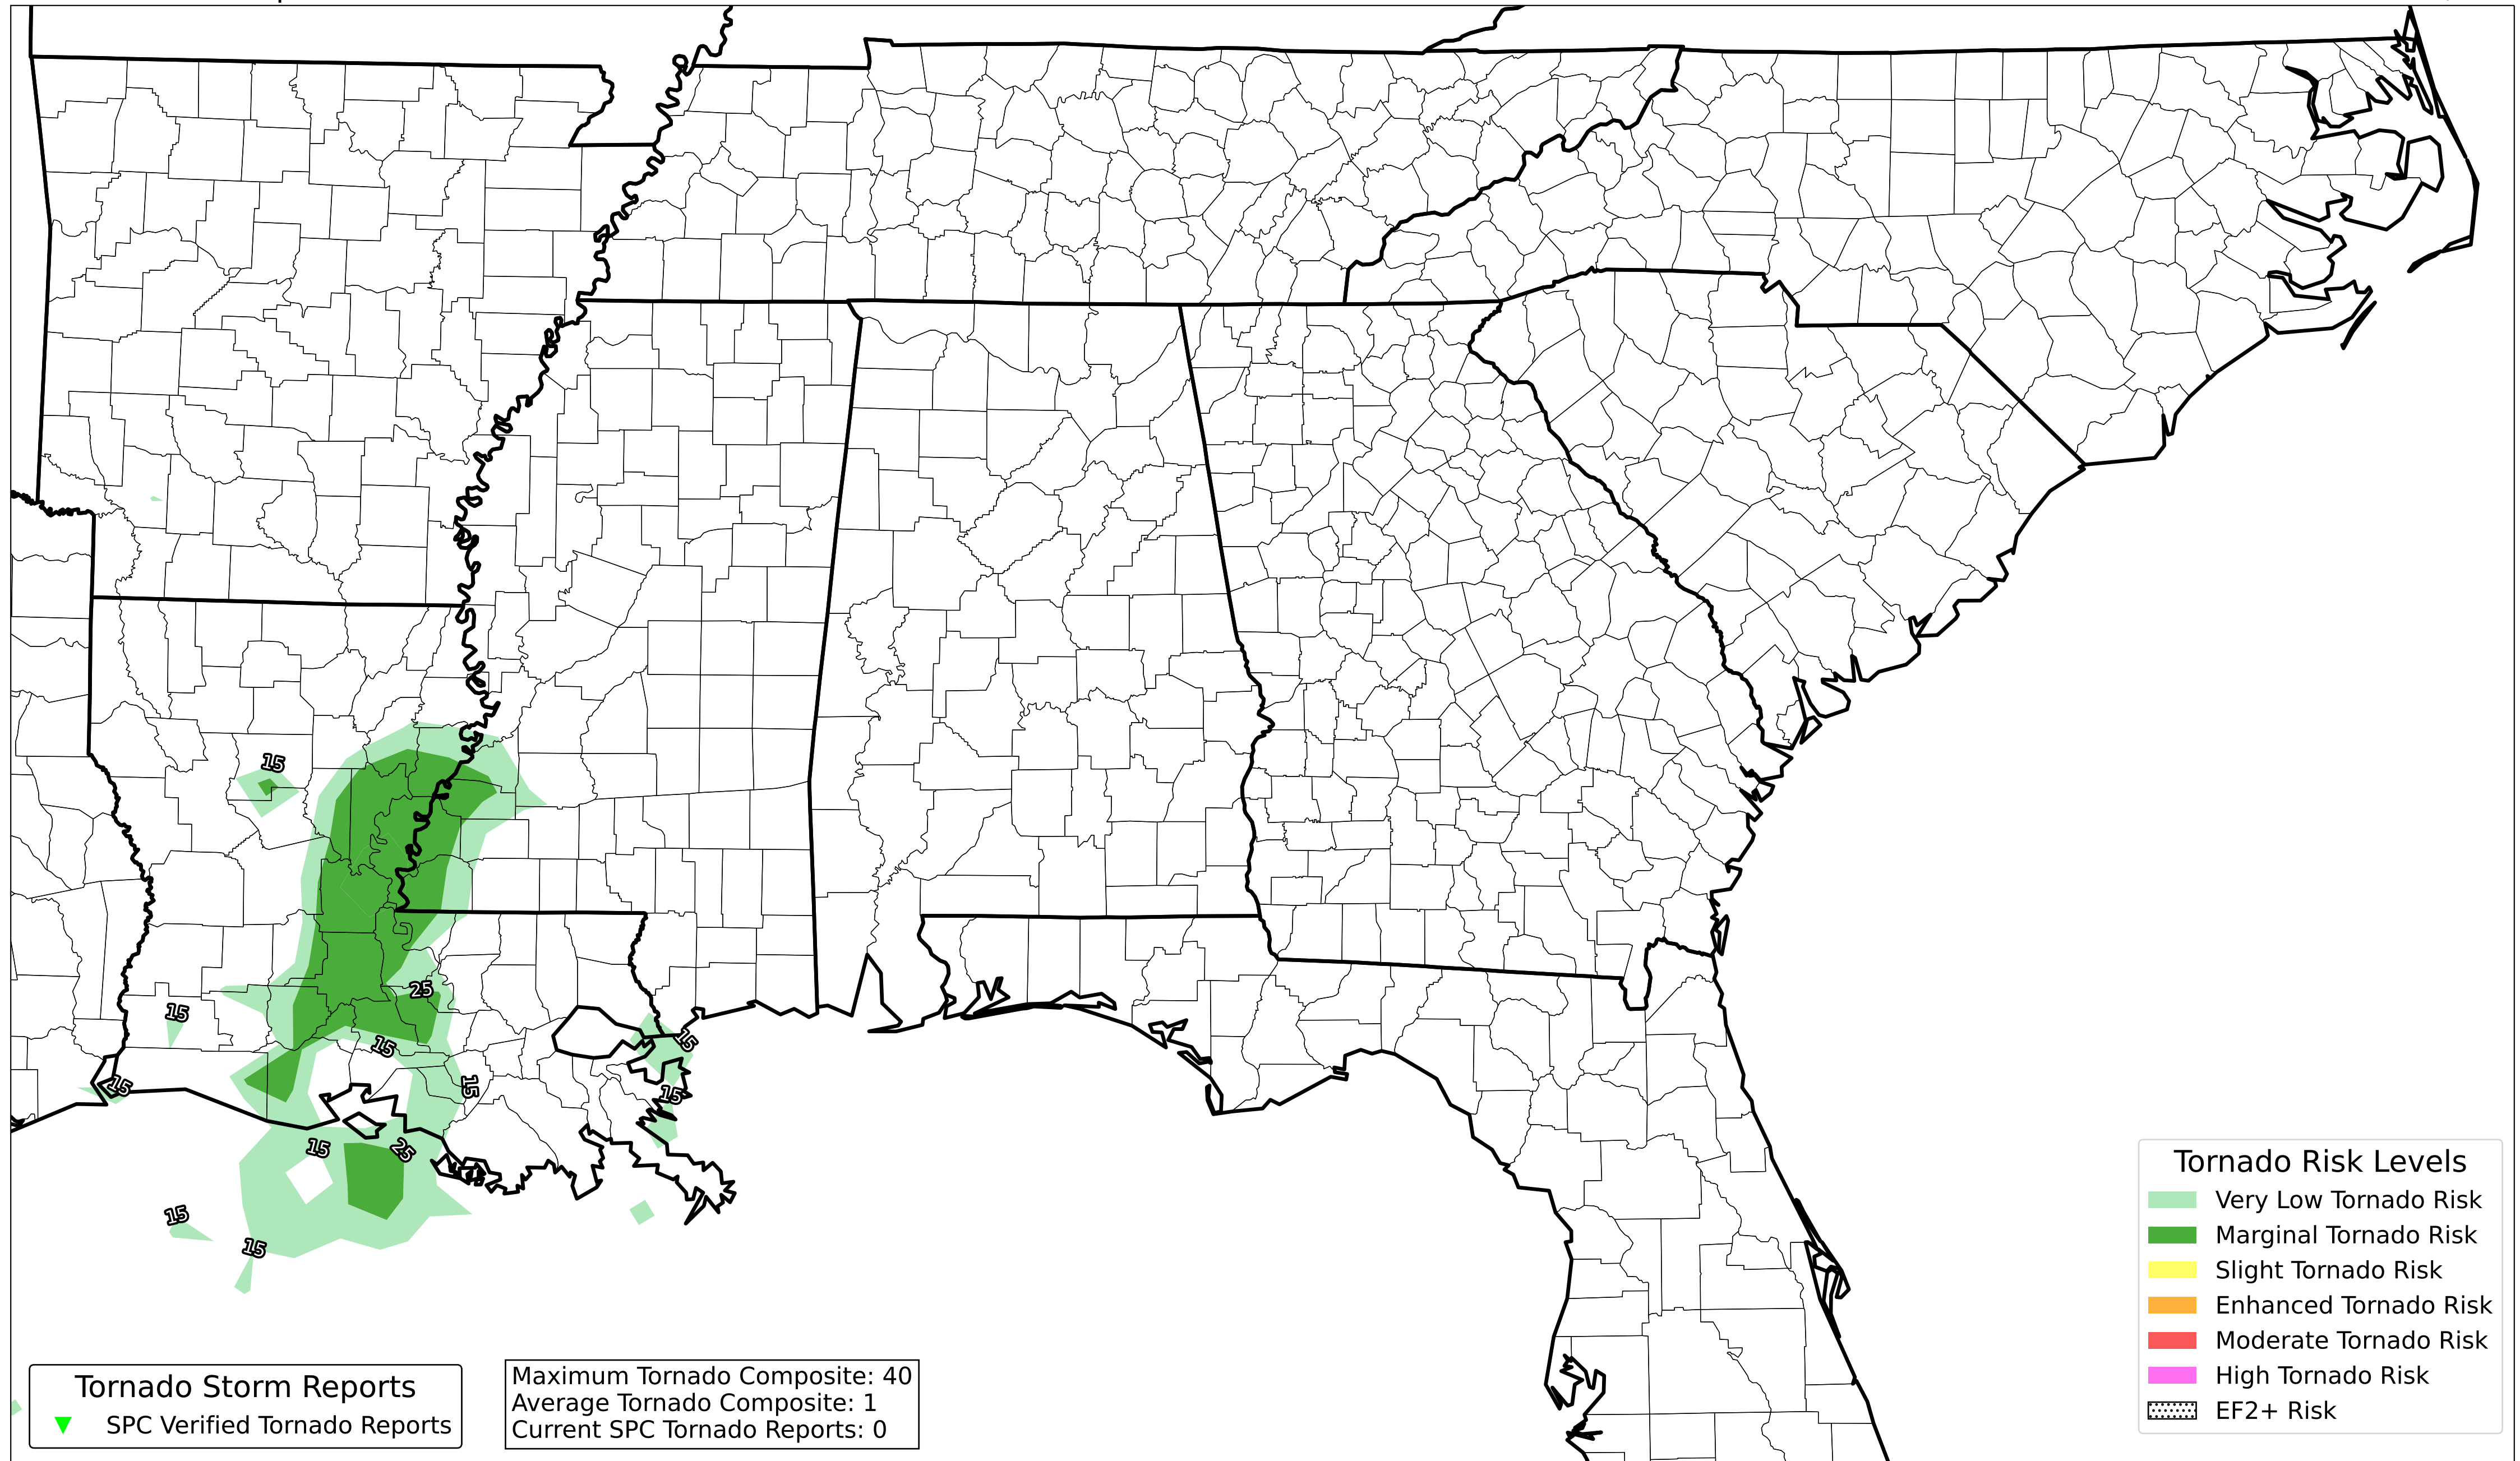 15
15
25
15
15
15
15
15
15
25
15
15
Tornado Risk Levels
Very Low Tornado Risk
Marginal Tornado Risk
Slight Tornado Risk
Enhanced Tornado Risk
Moderate Tornado Risk
High Tornado Risk
EF2+ Risk
Tornado Storm Reports
SPC Verified Tornado Reports
Maximum Tornado Composite: 40
Average Tornado Composite: 1
Current SPC Tornado Reports: 0